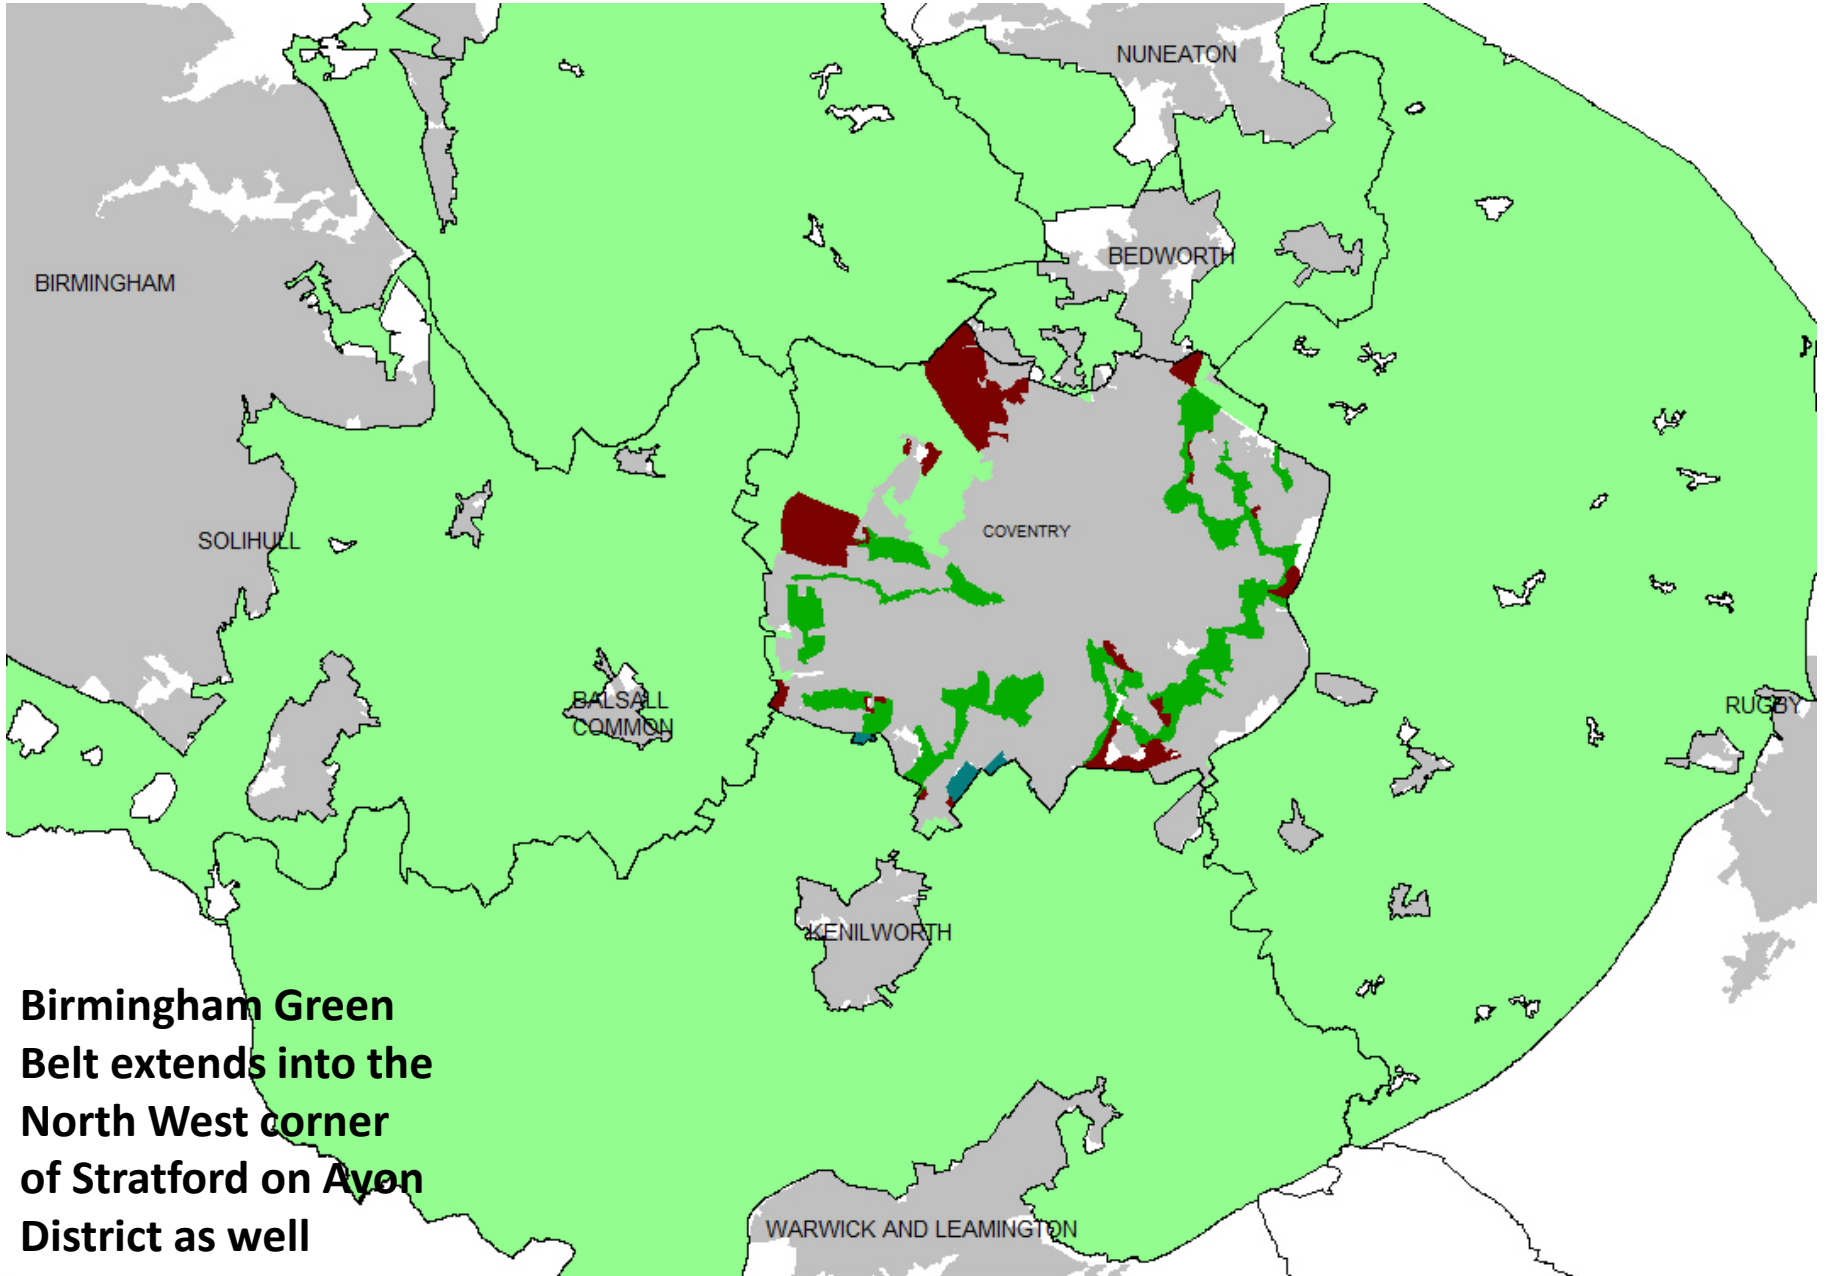 NUNEATON
BEDWORTH
BIRMINGHAM
COVENTRY
SOLIHULL
BALSALL
COMMON
RUGBY
KENILWORTH
Birmingham Green
Belt extends into the
North West corner
of Stratford on Avon
District as well
WARWICK AND LEAMINGTON